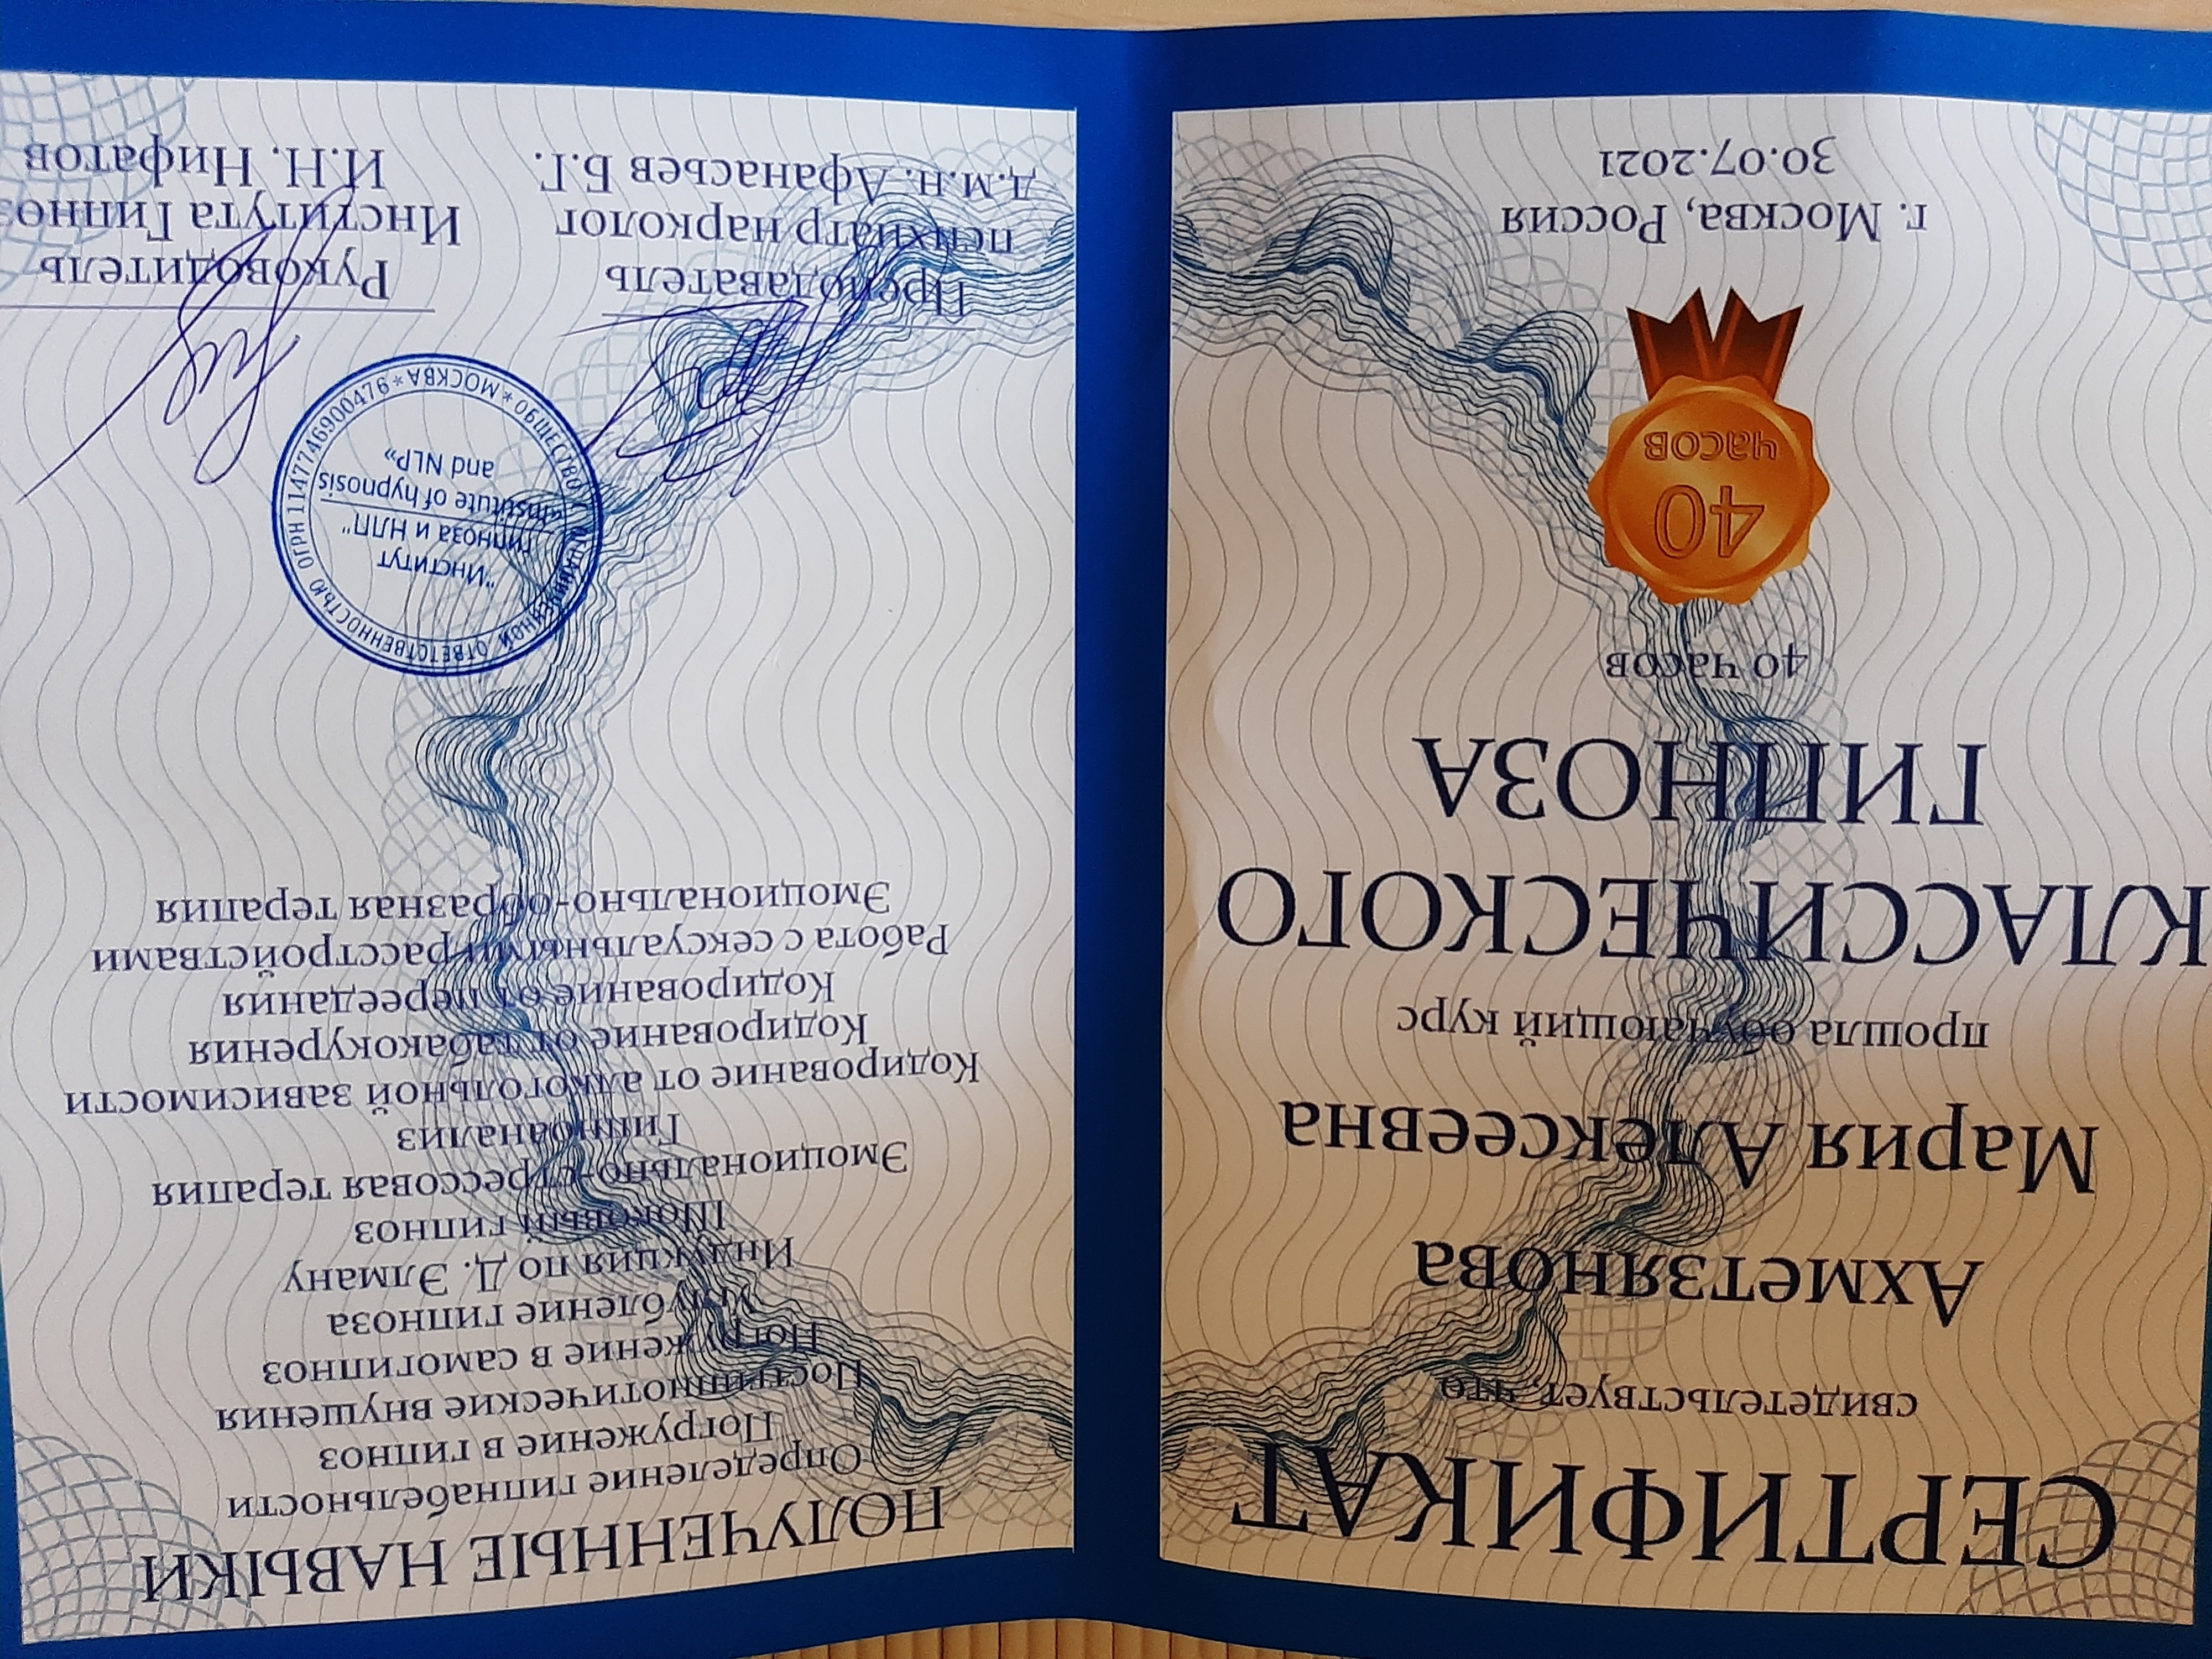 СЕРТИФИКАТ
свидетельствует, что
Ахметзянова
Мария Алексеевна
прошла обучающий курс
КЛАССИЧЕСКОГО
ГИПНОЗА
40 часов
40
часов
г. Москва, Россия
30.07.2021
ПОЛУЧЕННЫЕ НАВЫКИ
Определение гипнабельности
Погружение в гипноз
Постгипнотические внушения
Погружение в самогипноз
Углубление гипноза
Индукция по Д. Элману
Шоковый гипноз
Эмоционально-стрессовая терапия
Гипноанализ
Кодирование от алкогольной зависимости
Кодирование от табакокурения
Кодирование от переедания
Работа с сексуальными расстройствами
Эмоционально-образная терапия
ОБЩЕСТВО С ОГРАНИЧЕННОЙ ОТВЕТСТВЕННОСТЬЮ ОГРН 1147746900476
* МОСКВА *
"Институт
гипноза и НЛП"
«Institute of hypnosis
and NLP»
Преподаватель
психиатр нарколог
д.м.н. Афанасьев Б.Г.
Руководитель
Института Гипноз
И.Н. Нифатов